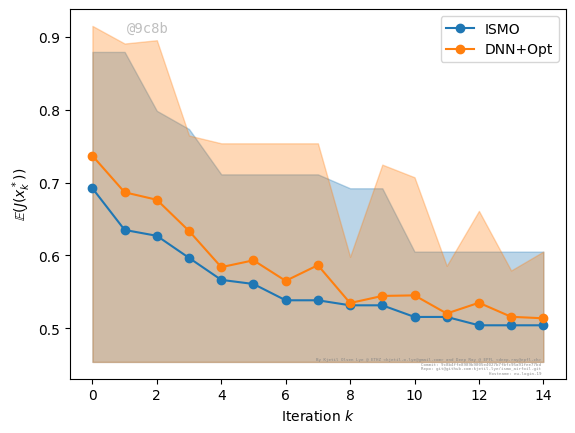 @9c8b
ISMO
DNN+Opt
0.9
0.8
0.7
0.6
0.5
𝔼(J(x*_k))
0 2 4 6 8 10 12 14
Iteration k